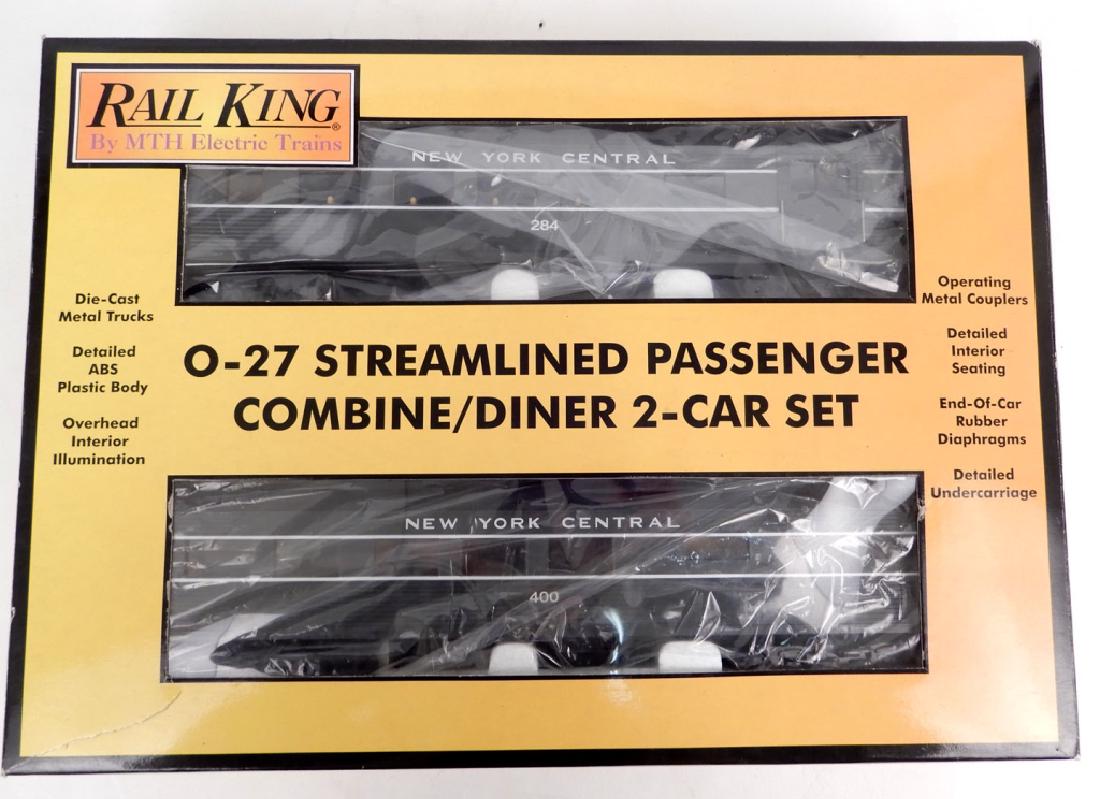 RAIL KING®
By MTH Electric Trains
NEW YORK CENTRAL
284
Die-Cast
Metal Trucks
Detailed
ABS
Plastic Body
Overhead
Interior
Illumination
O-27 STREAMLINED PASSENGER
COMBINE/DINER 2-CAR SET
Operating
Metal Couplers
Detailed
Interior
Seating
End-Of-Car
Rubber
Diaphragms
Detailed
Undercarriage
NEW YORK CENTRAL
400